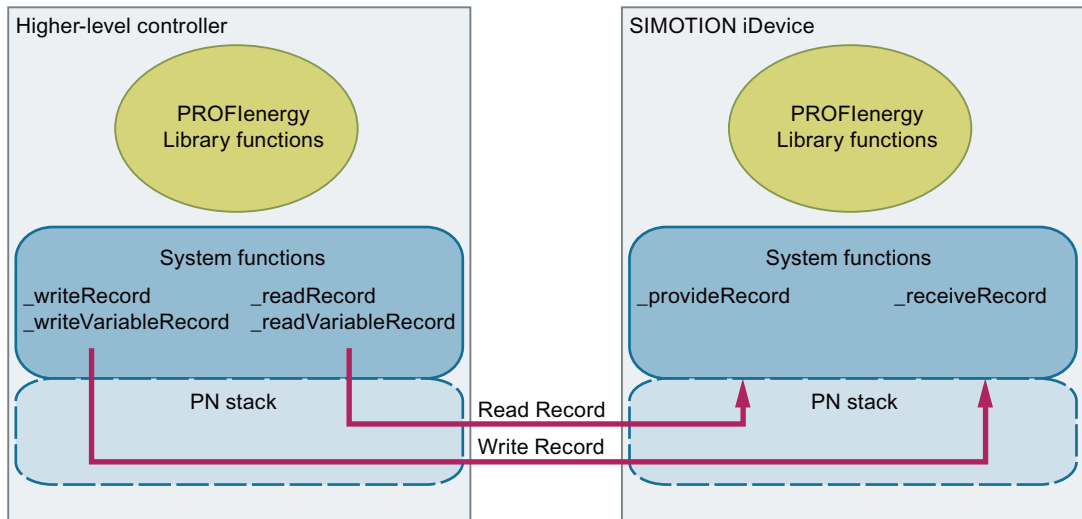 Higher-level controller
PROFIenergy
Library functions
System functions
_writeRecord
_readRecord
_writeVariableRecord
_readVariableRecord
PN stack
Read Record
Write Record
SIMOTION iDevice
PROFIenergy
Library functions
System functions
_provideRecord
_receiveRecord
PN stack